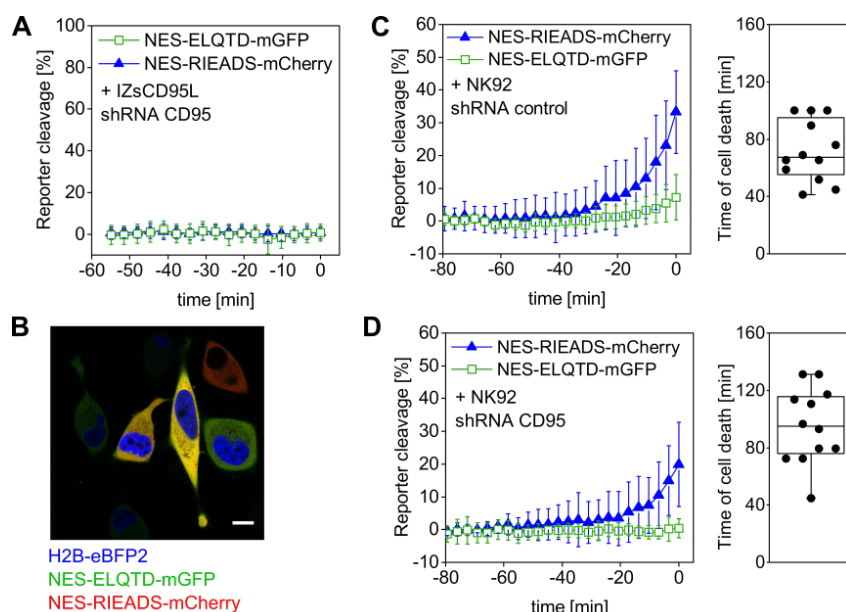 A
NES-ELQTD-mGFP
NES-RIEADS-mCherry
+ IZsCD95L
shRNA CD95
Reporter cleavage [%]
100
80
60
40
20
0
-60 -50 -40 -30 -20 -10 0
time [min]
B
H2B-eBFP2
NES-ELQTD-mGFP
NES-RIEADS-mCherry
C
NES-RIEADS-mCherry
NES-ELQTD-mGFP
+ NK92
shRNA control
Reporter cleavage [%]
60
50
40
30
20
10
0
-10
-80 -60 -40 -20 0
time [min]
Time of cell death [min]
160
120
80
40
0
D
NES-RIEADS-mCherry
NES-ELQTD-mGFP
+ NK92
shRNA CD95
Reporter cleavage [%]
60
50
40
30
20
10
0
-10
-80 -60 -40 -20 0
time [min]
Time of cell death [min]
160
120
80
40
0